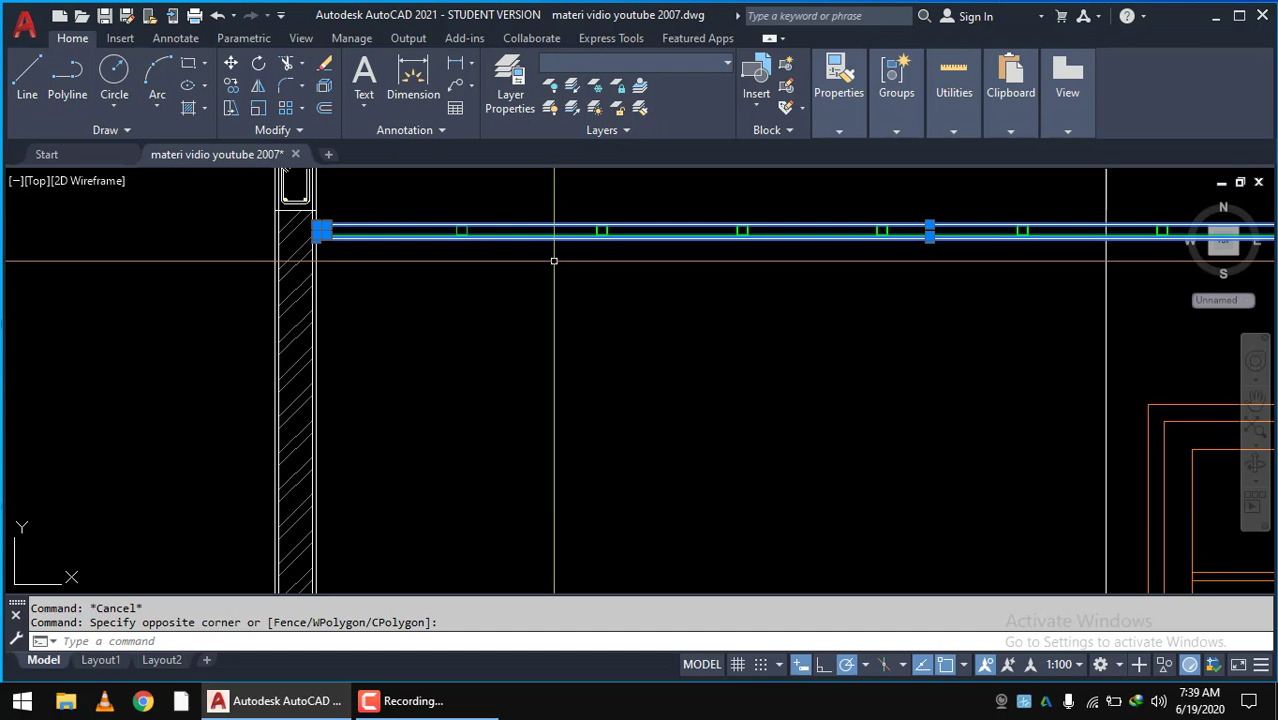 Autodesk AutoCAD 2021 - STUDENT VERSION materi vidio youtube 2007.dwg
Type a keyword or phrase
Sign In
Home Insert Annotate Parametric View Manage Output Add-ins Collaborate Express Tools Featured Apps
Line Polyline Circle Arc Text Dimension Layer Properties Insert Properties Groups Utilities Clipboard View
Draw Modify Annotation Layers Block
Start materi vidio youtube 2007*
[−][Top][2D Wireframe]
N
W
S
Unnamed
Y
X
Command: *Cancel*
Command: Specify opposite corner or [Fence/WPolygon/CPolygon]:
Type a command
Activate Windows
Go to Settings to activate Windows.
Model Layout1 Layout2
MODEL
1:100
Autodesk AutoCAD ...
Recording...
7:39 AM
6/19/2020